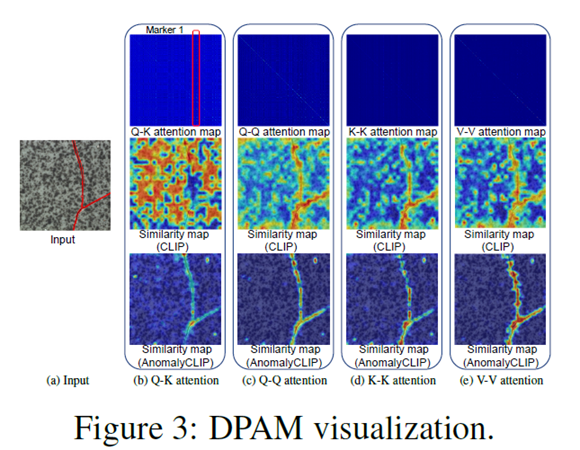 Marker 1
Q-K attention map
Q-Q attention map
K-K attention map
V-V attention map
Input
Similarity map
(CLIP)
Similarity map
(CLIP)
Similarity map
(CLIP)
Similarity map
(CLIP)
Similarity map
(AnomalyCLIP)
Similarity map
(AnomalyCLIP)
Similarity map
(AnomalyCLIP)
Similarity map
(AnomalyCLIP)
(a) Input
(b) Q-K attention
(c) Q-Q attention
(d) K-K attention
(e) V-V attention
Figure 3: DPAM visualization.